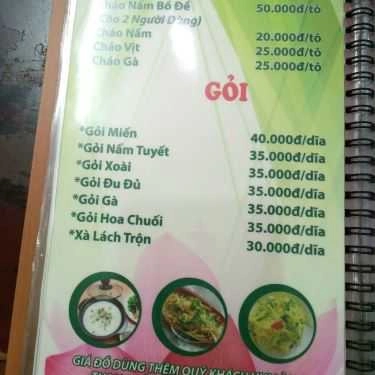 Cháo Nấm Bồ Đề 50.000đ/tô
(Cho 2 Người Dùng)
Cháo Nấm 20.000đ/tô
Cháo Vịt 25.000đ/tô
Cháo Gà 25.000đ/tô
GỎI
*Gỏi Miến 40.000đ/dĩa
*Gỏi Nấm Tuyết 35.000đ/dĩa
*Gỏi Xoài 35.000đ/dĩa
*Gỏi Đu Đủ 35.000đ/dĩa
*Gỏi Gà 35.000đ/dĩa
*Gỏi Hoa Chuối 35.000đ/dĩa
*Xà Lách Trộn 30.000đ/dĩa
GIÁ ĐỒ DÙNG THÊM QUÝ KHÁCH